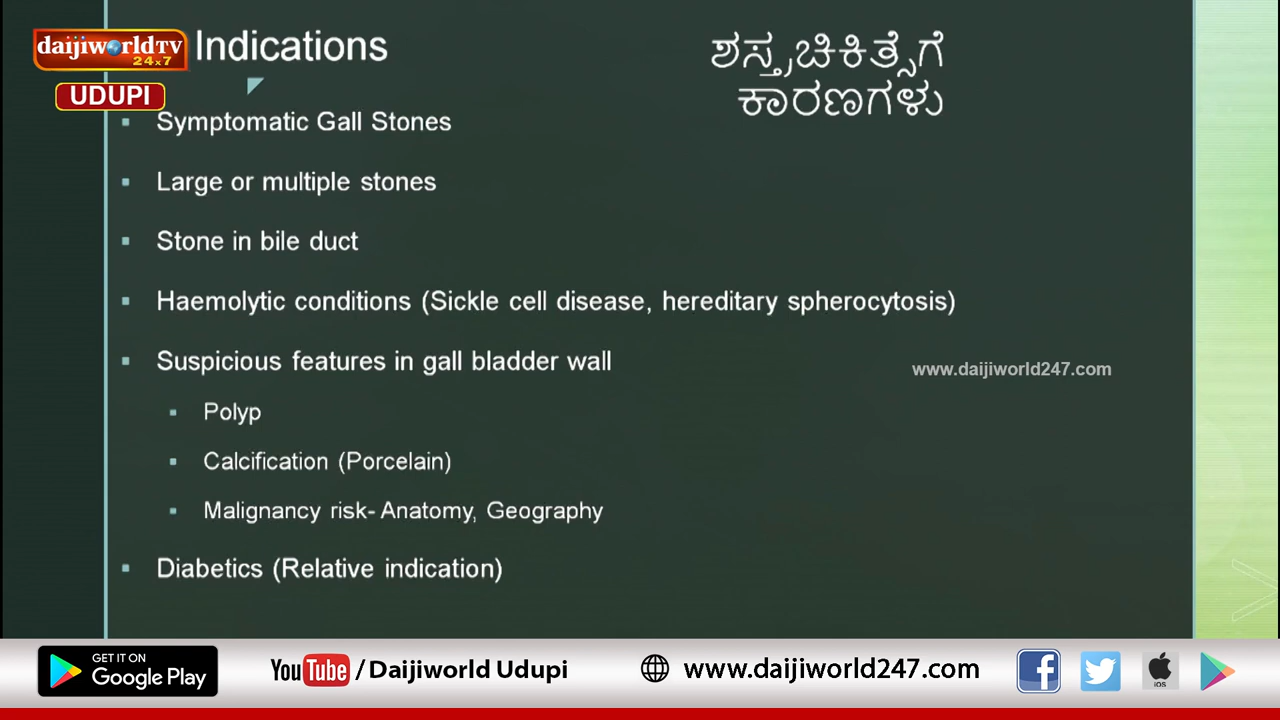 daijiworldTV
24x7
UDUPI
Indications
ಶಸ್ತ್ರಚಿಕಿತ್ಸೆಗೆ
ಕಾರಣಗಳು
Symptomatic Gall Stones
Large or multiple stones
Stone in bile duct
Haemolytic conditions (Sickle cell disease, hereditary spherocytosis)
Suspicious features in gall bladder wall
www.daijiworld247.com
Polyp
Calcification (Porcelain)
Malignancy risk- Anatomy, Geography
Diabetics (Relative indication)
GET IT ON
Google Play
YouTube / Daijiworld Udupi
www.daijiworld247.com
iOS